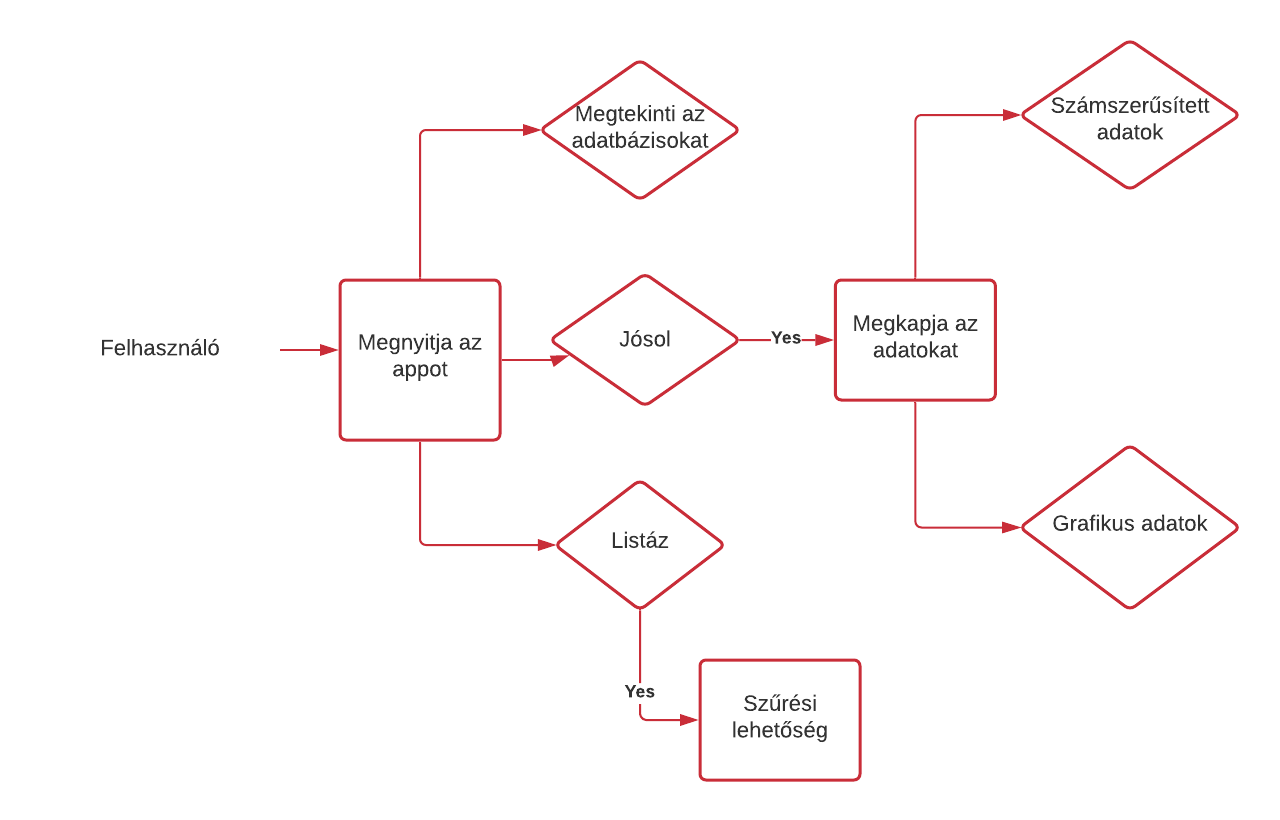 Felhasználó
Megnyitja az
appot
Megtekinti az
adatbázisokat
Jósol
Yes
Megkapja az
adatokat
Számszerűsített
adatok
Grafikus adatok
Listáz
Yes
Szűrési
lehetőség